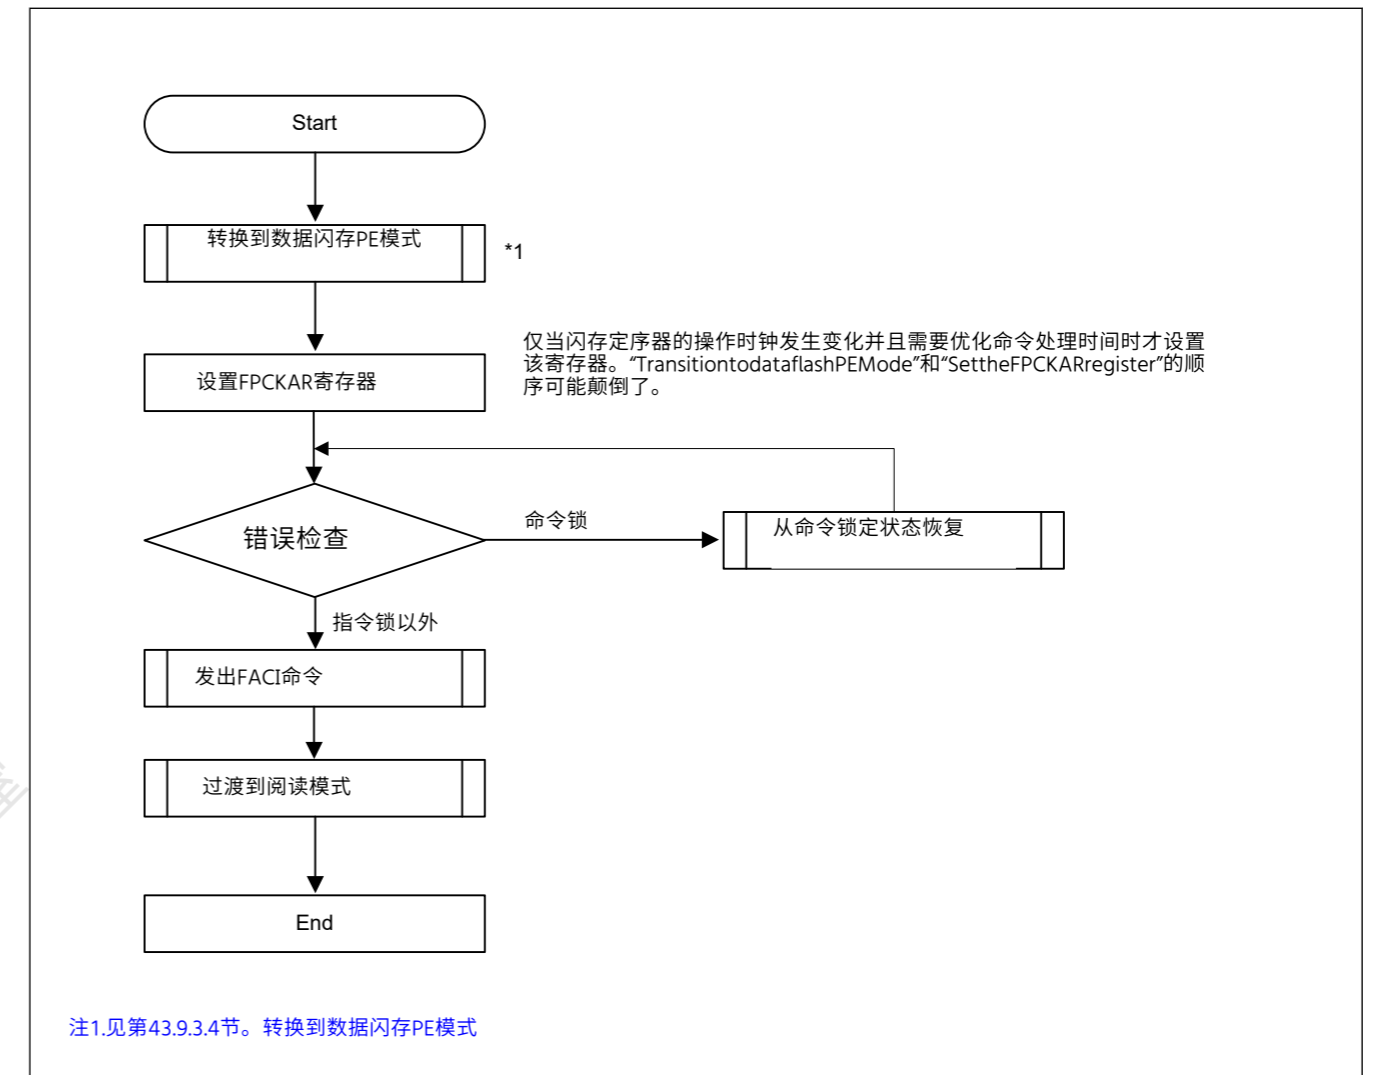 Start
转换到数据闪存PE模式
*1
仅当闪存定序器的操作时钟发生变化并且需要优化命令处理时间时才设置
该寄存器。“TransitiontodataflashPEMode”和“SettheFPCKARregister”的顺
序可能颠倒了。
设置FPCKAR寄存器
错误检查
命令锁
从命令锁定状态恢复
指令锁以外
发出FACI命令
过渡到阅读模式
End
注1.见第43.9.3.4节。转换到数据闪存PE模式